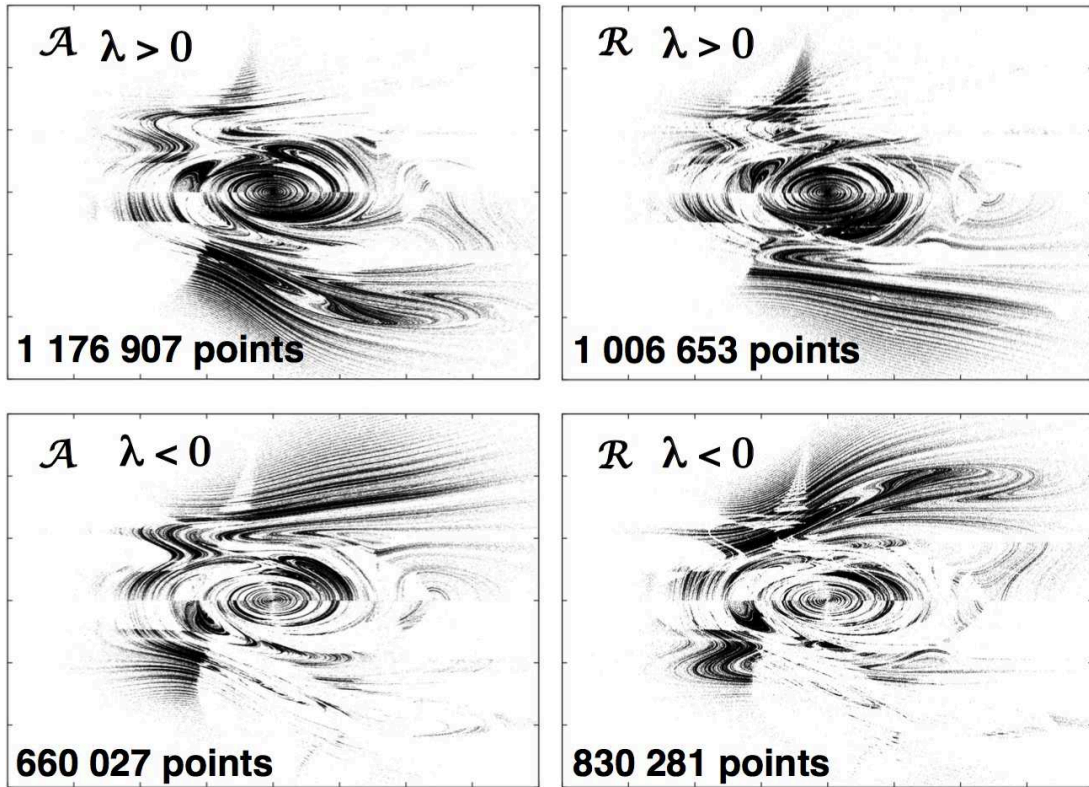 𝒜 λ > 0
ℛ λ > 0
1 176 907 points
1 006 653 points
𝒜 λ < 0
ℛ λ < 0
660 027 points
830 281 points